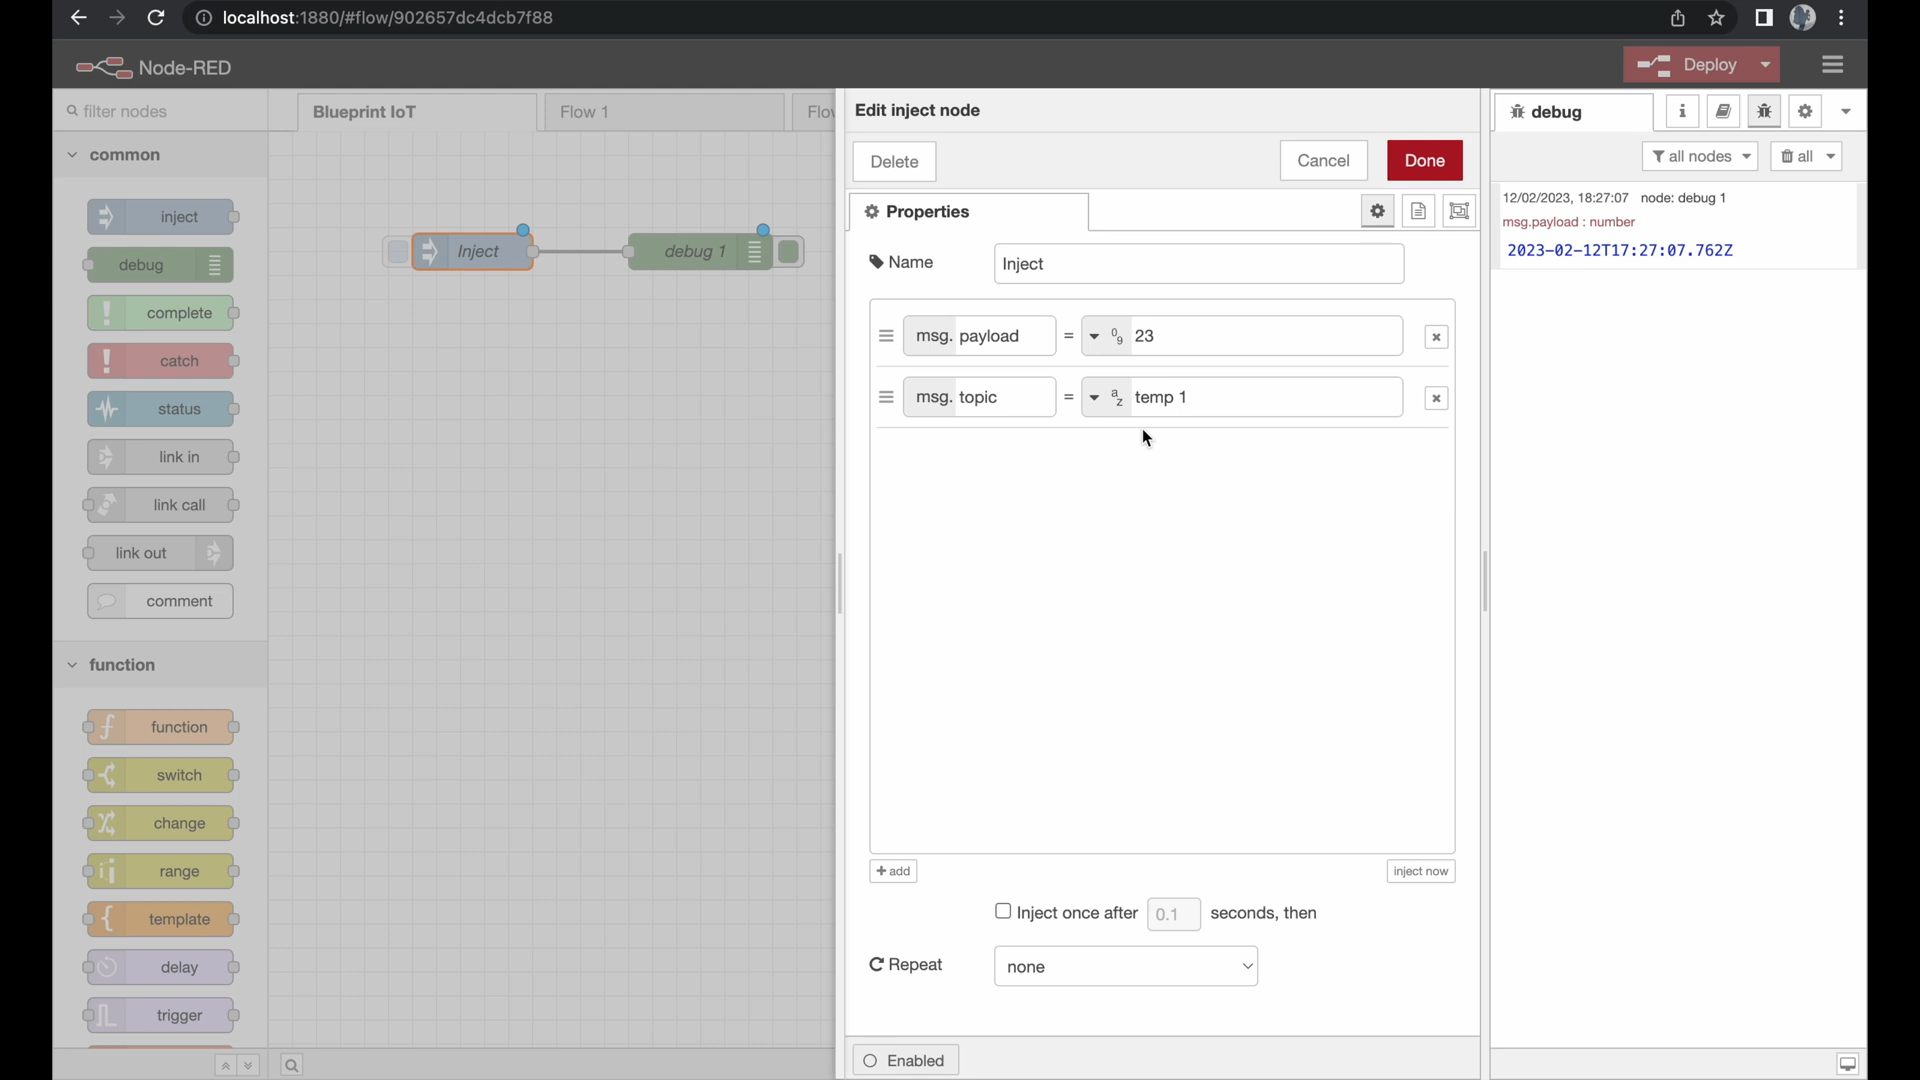 localhost:1880/#flow/902657dc4dcb7f88
Node-RED
Deploy
filter nodes
Blueprint IoT
Flow 1
Flo
Edit inject node
debug
common
Delete
Cancel
Done
all nodes
all
inject
debug
complete
catch
status
link in
link call
link out
comment
function
function
switch
change
range
template
delay
trigger
Inject
debug 1
Properties
Name
Inject
msg. payload = 09 23
msg. topic = az temp 1
add
inject now
Inject once after 0.1 seconds, then
Repeat
none
Enabled
12/02/2023, 18:27:07 node: debug 1
msg.payload : number
2023-02-12T17:27:07.762Z